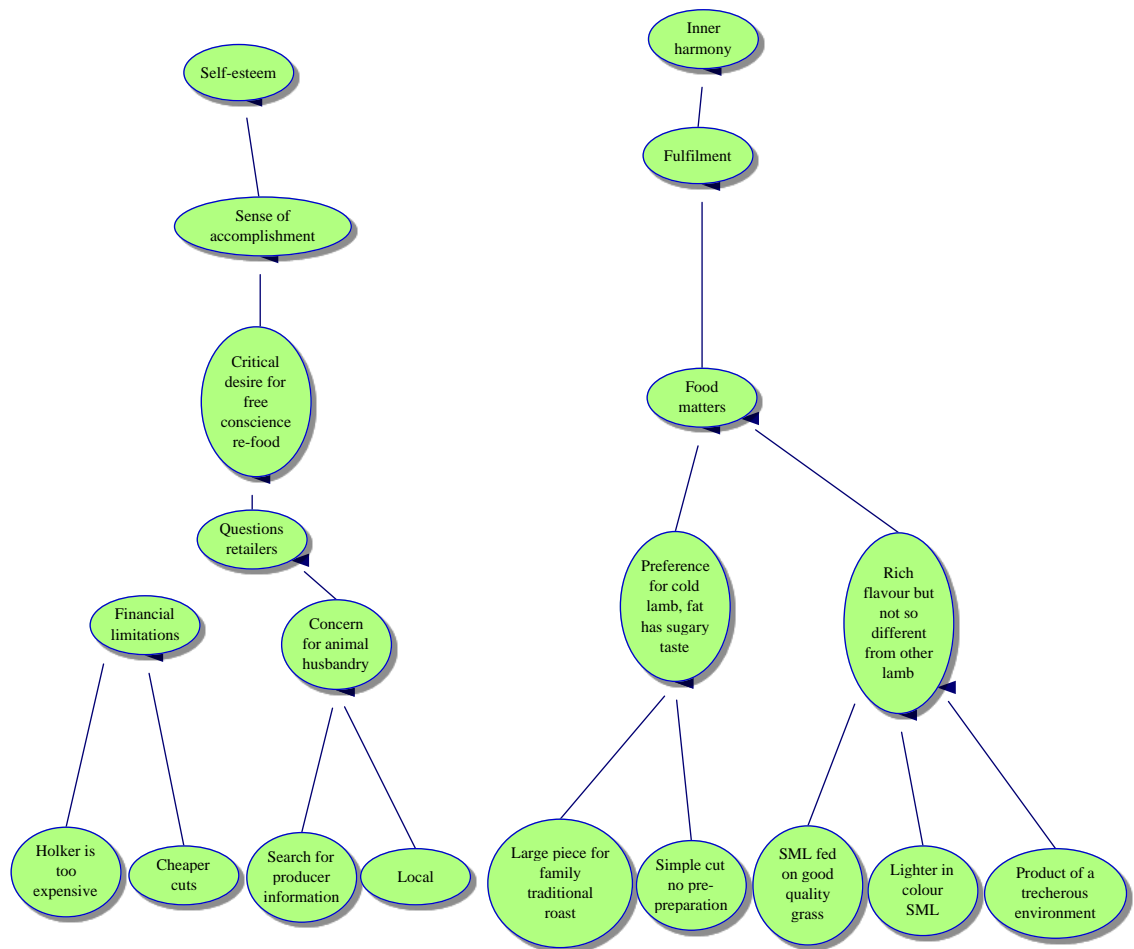 Inner
harmony
Self-esteem
Fulfilment
Sense of
accomplishment
Critical
desire for
free
conscience
re-food
Food
matters
Questions
retailers
Preference
for cold
lamb, fat
has sugary
taste
Rich
flavour but
not so
different
from other
lamb
Financial
limitations
Concern
for animal
husbandry
Holker is
too
expensive
Cheaper
cuts
Search for
producer
information
Local
Large piece for
family
traditional
roast
Simple cut
no pre-
preparation
SML fed
on good
quality
grass
Lighter in
colour
SML
Product of a
trecherous
environment